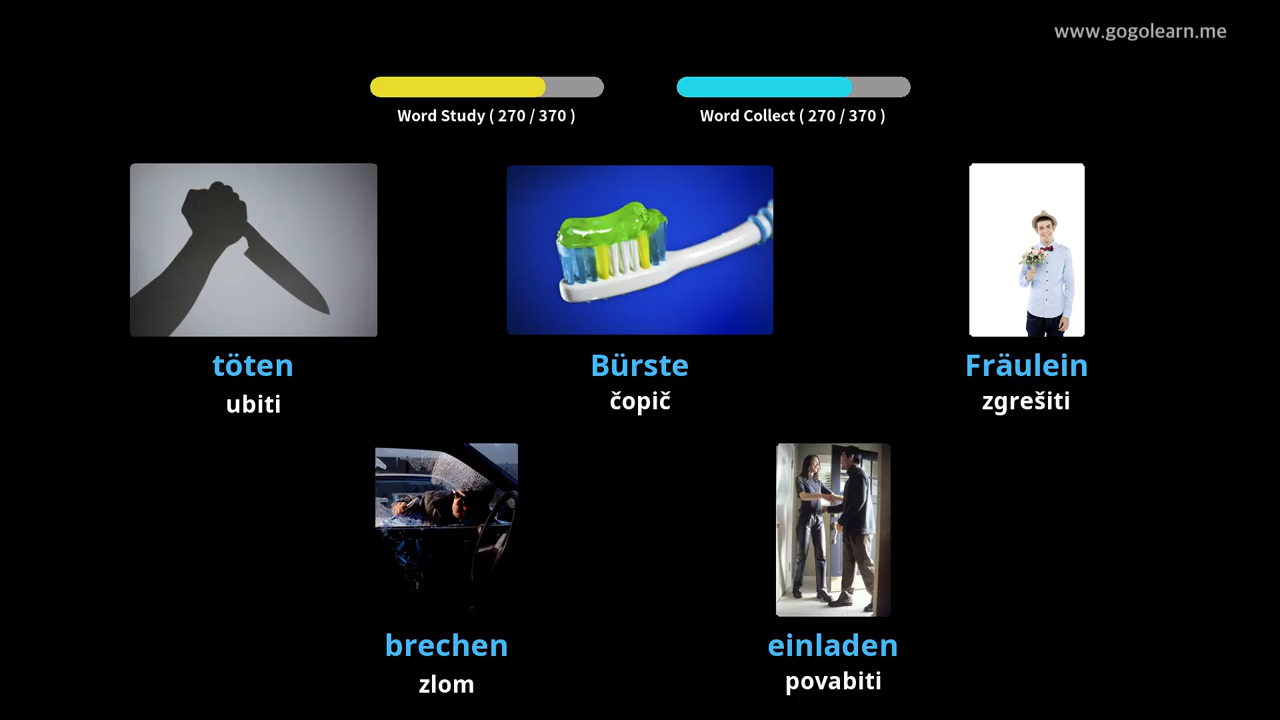 www.gogolearn.me
Word Study ( 270 / 370 )
Word Collect ( 270 / 370 )
töten
ubiti
Bürste
čopič
Fräulein
zgrešiti
brechen
zlom
einladen
povabiti